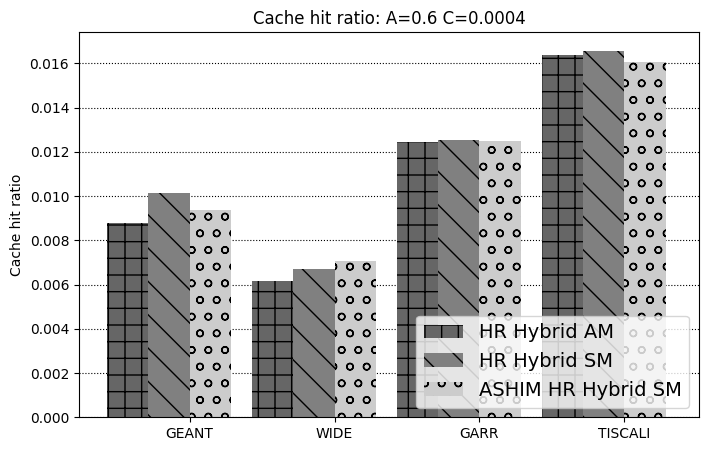 Cache hit ratio: A=0.6 C=0.0004
Cache hit ratio
0.016
0.014
0.012
0.010
0.008
0.006
0.004
0.002
0.000
GEANT
WIDE
GARR
TISCALI
HR Hybrid AM
HR Hybrid SM
ASHIM HR Hybrid SM